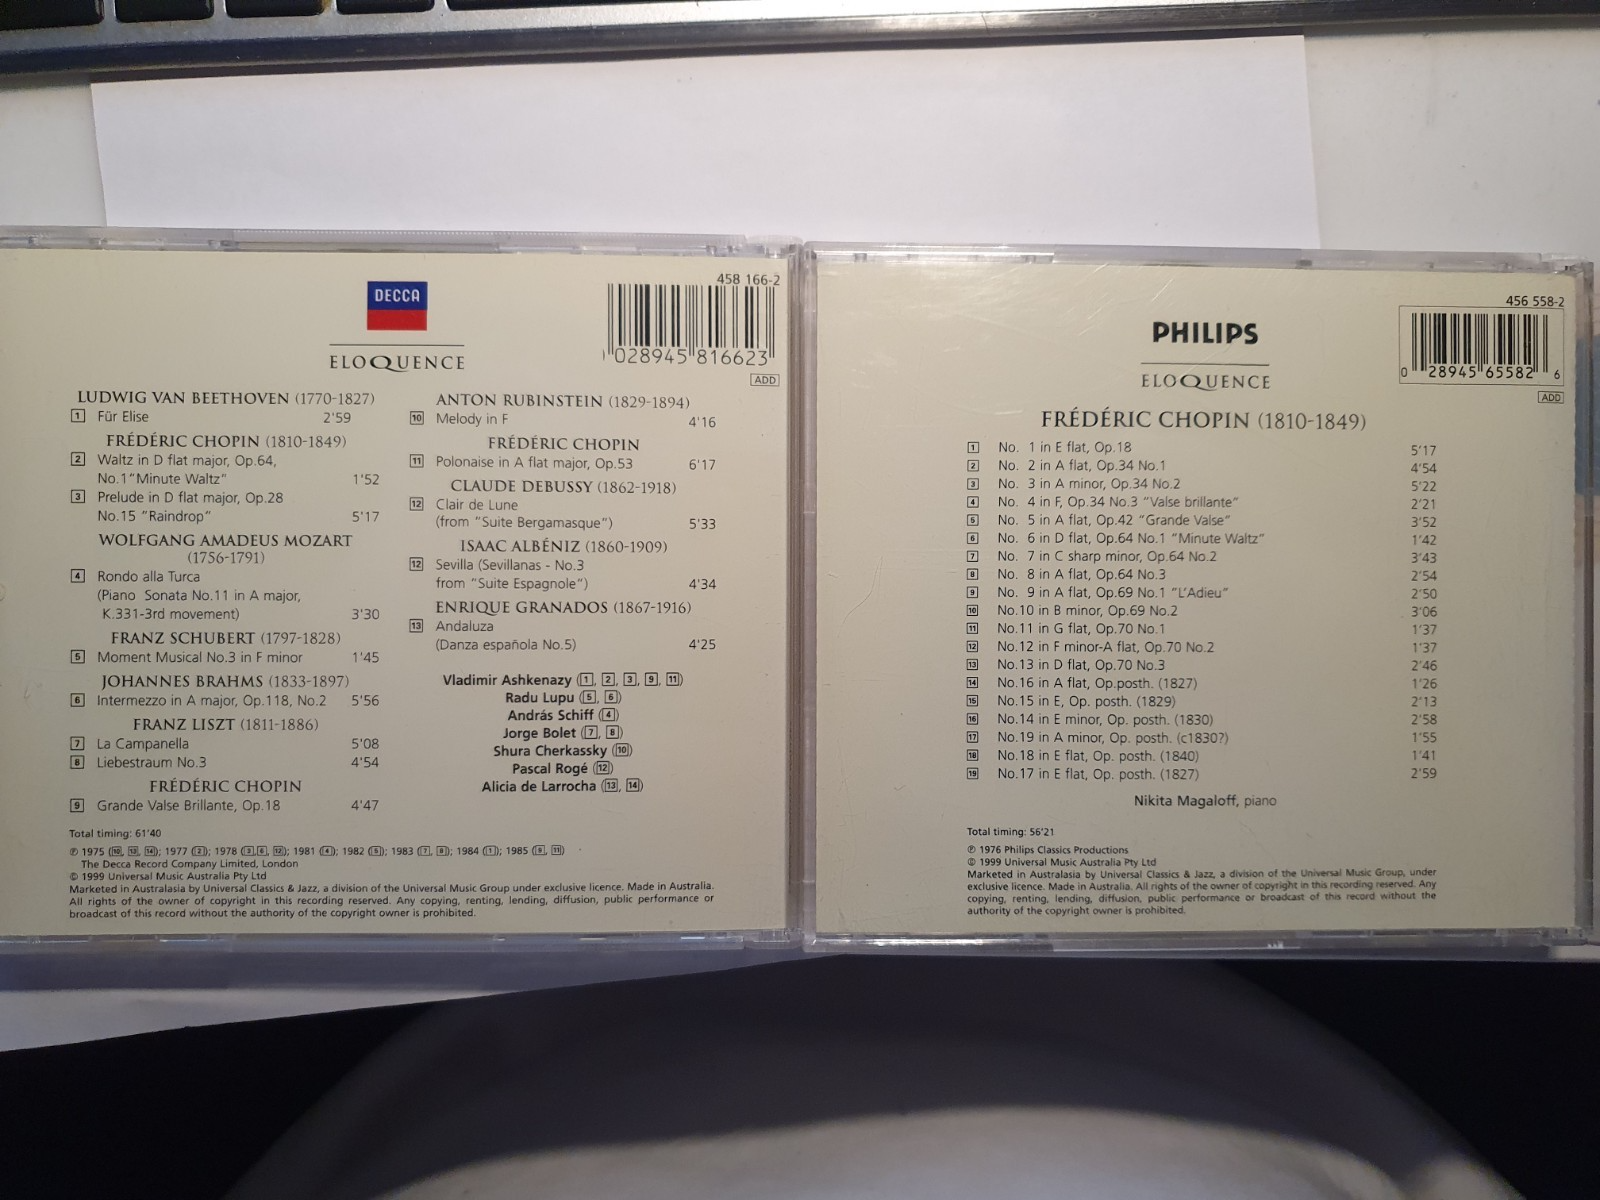 458 166-2
DECCA
ELOQUENCE
028945 816623
ADD
LUDWIG VAN BEETHOVEN (1770-1827)
1 Für Elise 2'59
FRÉDÉRIC CHOPIN (1810-1849)
2 Waltz in D flat major, Op.64,
No.1"Minute Waltz" 1'52
3 Prelude in D flat major, Op.28
No.15 "Raindrop" 5'17
WOLFGANG AMADEUS MOZART
(1756-1791)
4 Rondo alla Turca
(Piano Sonata No.11 in A major,
K.331-3rd movement) 3'30
FRANZ SCHUBERT (1797-1828)
5 Moment Musical No.3 in F minor 1'45
JOHANNES BRAHMS (1833-1897)
6 Intermezzo in A major, Op.118, No.2 5'56
FRANZ LISZT (1811-1886)
7 La Campanella 5'08
8 Liebestraum No.3 4'54
FRÉDÉRIC CHOPIN
9 Grande Valse Brillante, Op.18 4'47
ANTON RUBINSTEIN (1829-1894)
10 Melody in F 4'16
FRÉDÉRIC CHOPIN
11 Polonaise in A flat major, Op.53 6'17
CLAUDE DEBUSSY (1862-1918)
12 Clair de Lune
(from "Suite Bergamasque") 5'33
ISAAC ALBÉNIZ (1860-1909)
12 Sevilla (Sevillanas - No.3
from "Suite Espagnole") 4'34
ENRIQUE GRANADOS (1867-1916)
13 Andaluza
(Danza española No.5) 4'25
Vladimir Ashkenazy (1, 2, 3, 9, 11)
Radu Lupu (5, 6)
András Schiff (4)
Jorge Bolet (7, 8)
Shura Cherkassky (10)
Pascal Rogé (12)
Alicia de Larrocha (13, 14)
Total timing: 61'40
℗ 1975 (10, 13, 14); 1977 (2); 1978 (3,6, 12); 1981 (4); 1982 (5); 1983 (7, 8); 1984 (1); 1985 (9, 11)
The Decca Record Company Limited, London
© 1999 Universal Music Australia Pty Ltd
Marketed in Australasia by Universal Classics & Jazz, a division of the Universal Music Group under exclusive licence. Made in Australia.
All rights of the owner of copyright in this recording reserved. Any copying, renting, lending, diffusion, public performance or
broadcast of this record without the authority of the copyright owner is prohibited.
456 558-2
PHILIPS
ELOQUENCE
0 28945 65582 6
ADD
FRÉDÉRIC CHOPIN (1810-1849)
1 No. 1 in E flat, Op.18 5'17
2 No. 2 in A flat, Op.34 No.1 4'54
3 No. 3 in A minor, Op.34 No.2 5'22
4 No. 4 in F, Op.34 No.3 "Valse brillante" 2'21
5 No. 5 in A flat, Op.42 "Grande Valse" 3'52
6 No. 6 in D flat, Op.64 No.1 "Minute Waltz" 1'42
7 No. 7 in C sharp minor, Op.64 No.2 3'43
8 No. 8 in A flat, Op.64 No.3 2'54
9 No. 9 in A flat, Op.69 No.1 "L'Adieu" 2'50
10 No.10 in B minor, Op.69 No.2 3'06
11 No.11 in G flat, Op.70 No.1 1'37
12 No.12 in F minor-A flat, Op.70 No.2 1'37
13 No.13 in D flat, Op.70 No.3 2'46
14 No.16 in A flat, Op.posth. (1827) 1'26
15 No.15 in E, Op. posth. (1829) 2'13
16 No.14 in E minor, Op. posth. (1830) 2'58
17 No.19 in A minor, Op. posth. (c1830?) 1'55
18 No.18 in E flat, Op. posth. (1840) 1'41
19 No.17 in E flat, Op. posth. (1827) 2'59
Nikita Magaloff, piano
Total timing: 56'21
℗ 1976 Philips Classics Productions
© 1999 Universal Music Australia Pty Ltd
Marketed in Australasia by Universal Classics & Jazz, a division of the Universal Music Group, under
exclusive licence. Made in Australia. All rights of the owner of copyright in this recording reserved. Any
copying, renting, lending, diffusion, public performance or broadcast of this record without the
authority of the copyright owner is prohibited.